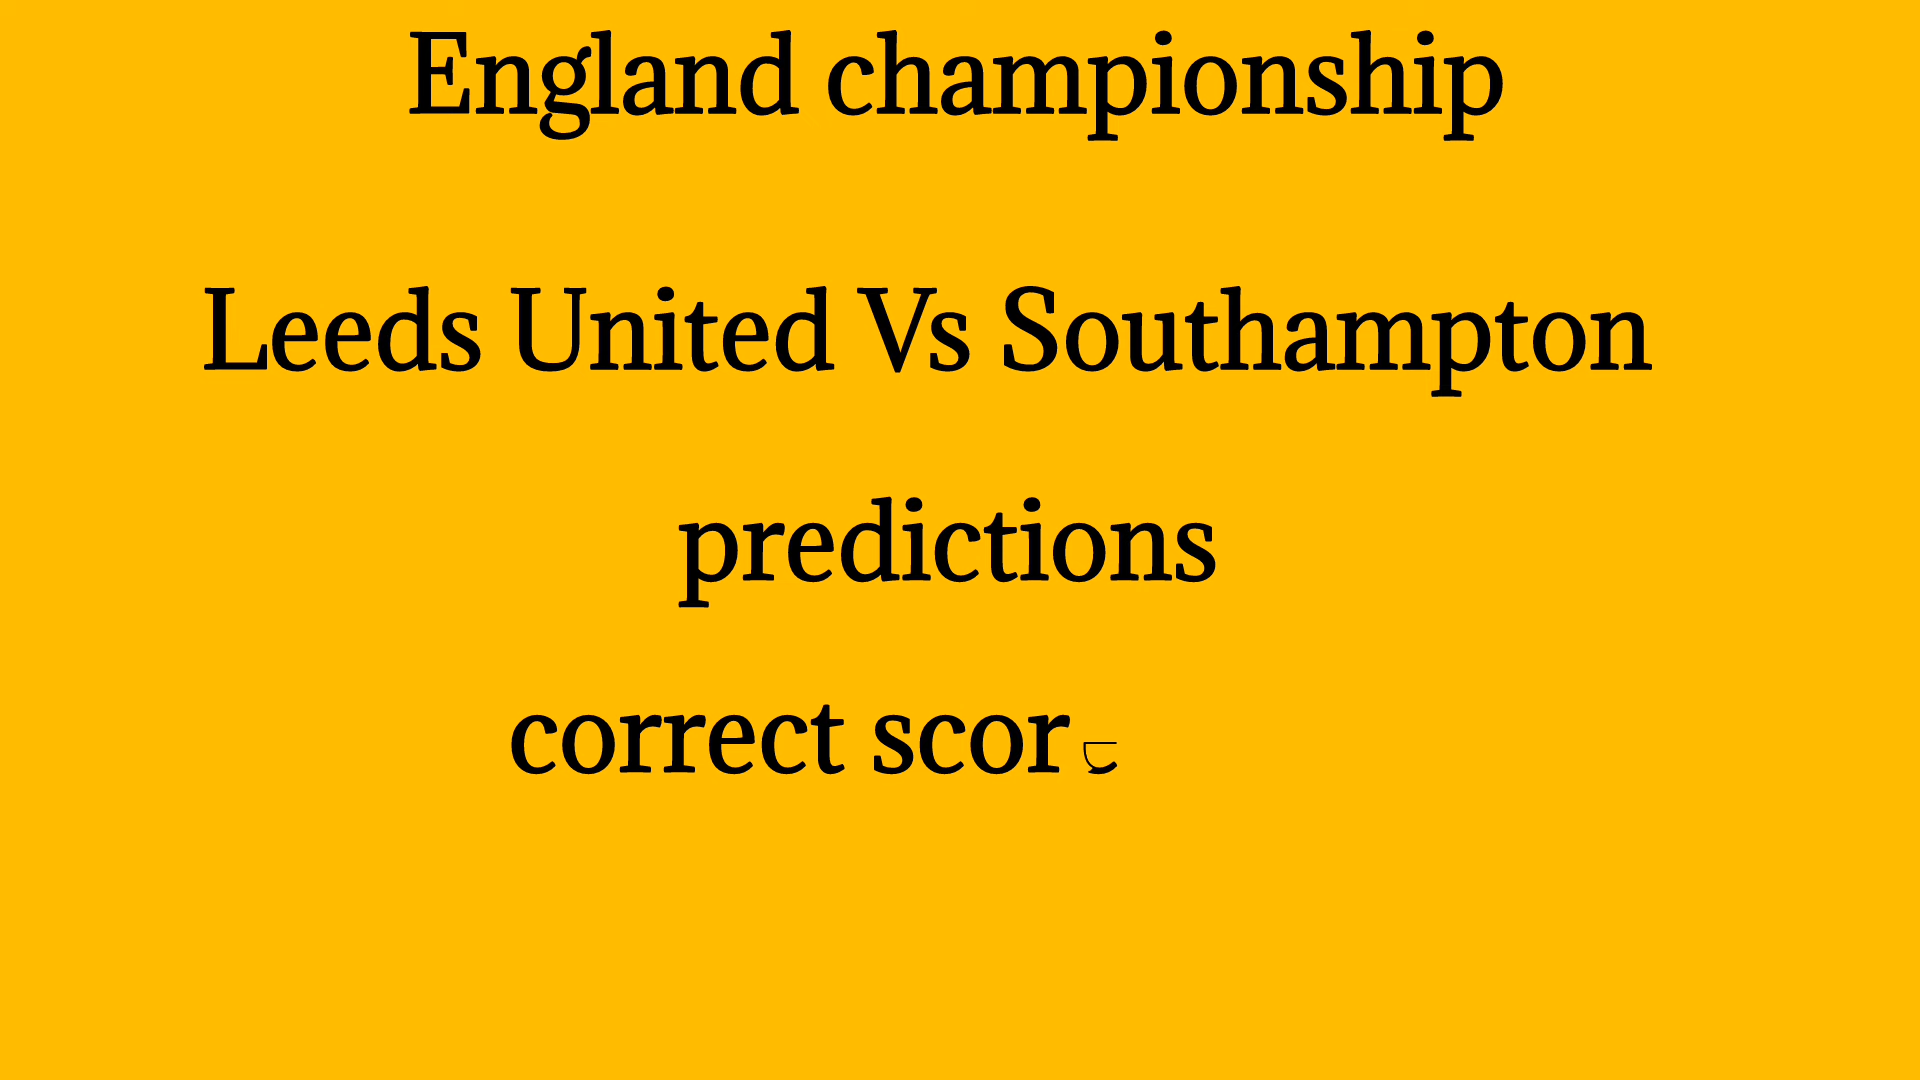 England championship
Leeds United Vs Southampton
predictions
correct scor